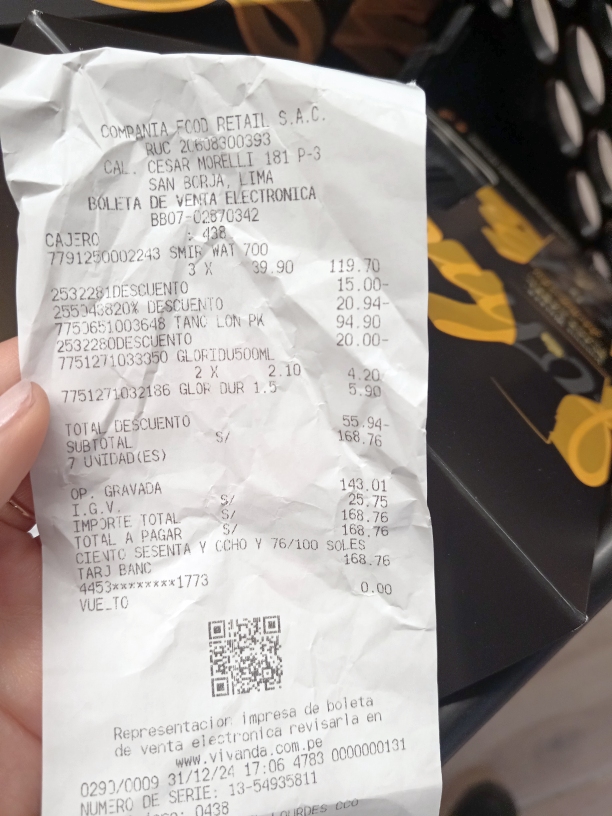 COMPANIA FOOD RETAIL S.A.C.
RUC 20608300393
CAL. CESAR MORELLI 181 P-3
SAN BORJA, LIMA
BOLETA DE VENTA ELECTRONICA
BB07-02870342
CAJERO : 438
7791250002243 SMIR WAT 700
3 X 39.90 119.70
2532281DESCUENTO 15.00-
255343820% DESCUENTO 20.94-
7750651003648 TANQ LON PK 94.90
2532280DESCUENTO 20.00-
7751271033350 GLORIDU500ML
2 X 2.10 4.20
7751271032186 GLOR DUR 1.5 5.90
TOTAL DESCUENTO 55.94-
SUBTOTAL S/ 168.76
7 UNIDAD(ES)
OP. GRAVADA 143.01
I.G.V. S/ 25.75
IMPORTE TOTAL S/ 168.76
TOTAL A PAGAR S/ 168.76
CIENTO SESENTA Y OCHO Y 76/100 SOLES
TARJ BANC 168.76
4453********1773
VUELTO 0.00
Representacion impresa de boleta
de venta electronica revisarla en
www.vivanda.com.pe
0290/0009 31/12/24 17:06 4783 0000000131
NUMERO DE SERIE: 13-54935811
0438
LOURDES